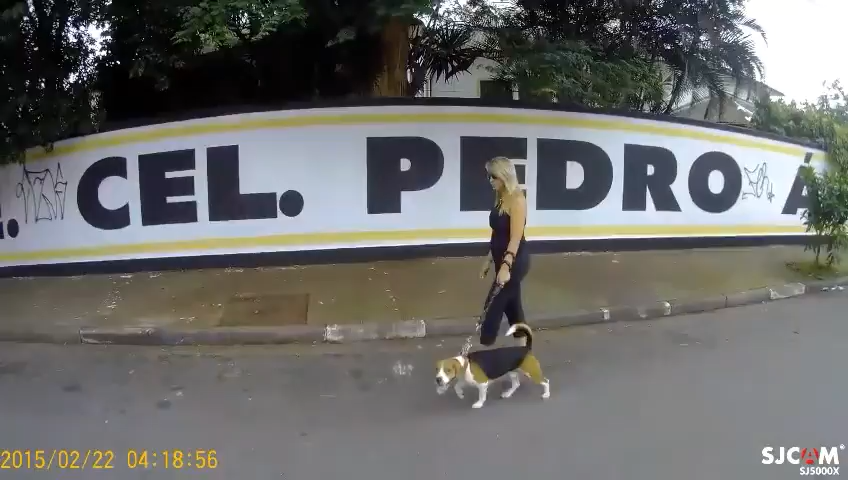 . CEL. PEDRO Á
2015/02/22 04:18:56
SJCAM®
SJ5000X